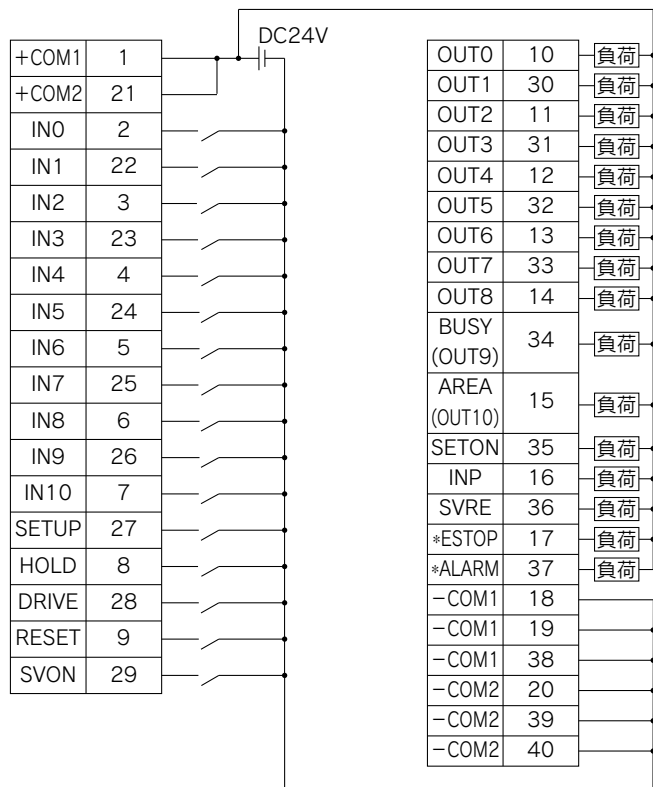 DC24V
+COM1 1
+COM2 21
IN0 2
IN1 22
IN2 3
IN3 23
IN4 4
IN5 24
IN6 5
IN7 25
IN8 6
IN9 26
IN10 7
SETUP 27
HOLD 8
DRIVE 28
RESET 9
SVON 29
OUT0 10 負荷
OUT1 30 負荷
OUT2 11 負荷
OUT3 31 負荷
OUT4 12 負荷
OUT5 32 負荷
OUT6 13 負荷
OUT7 33 負荷
OUT8 14 負荷
BUSY
(OUT9) 34 負荷
AREA
(OUT10) 15 負荷
SETON 35 負荷
INP 16 負荷
SVRE 36 負荷
*ESTOP 17 負荷
*ALARM 37 負荷
−COM1 18
−COM1 19
−COM1 38
−COM2 20
−COM2 39
−COM2 40